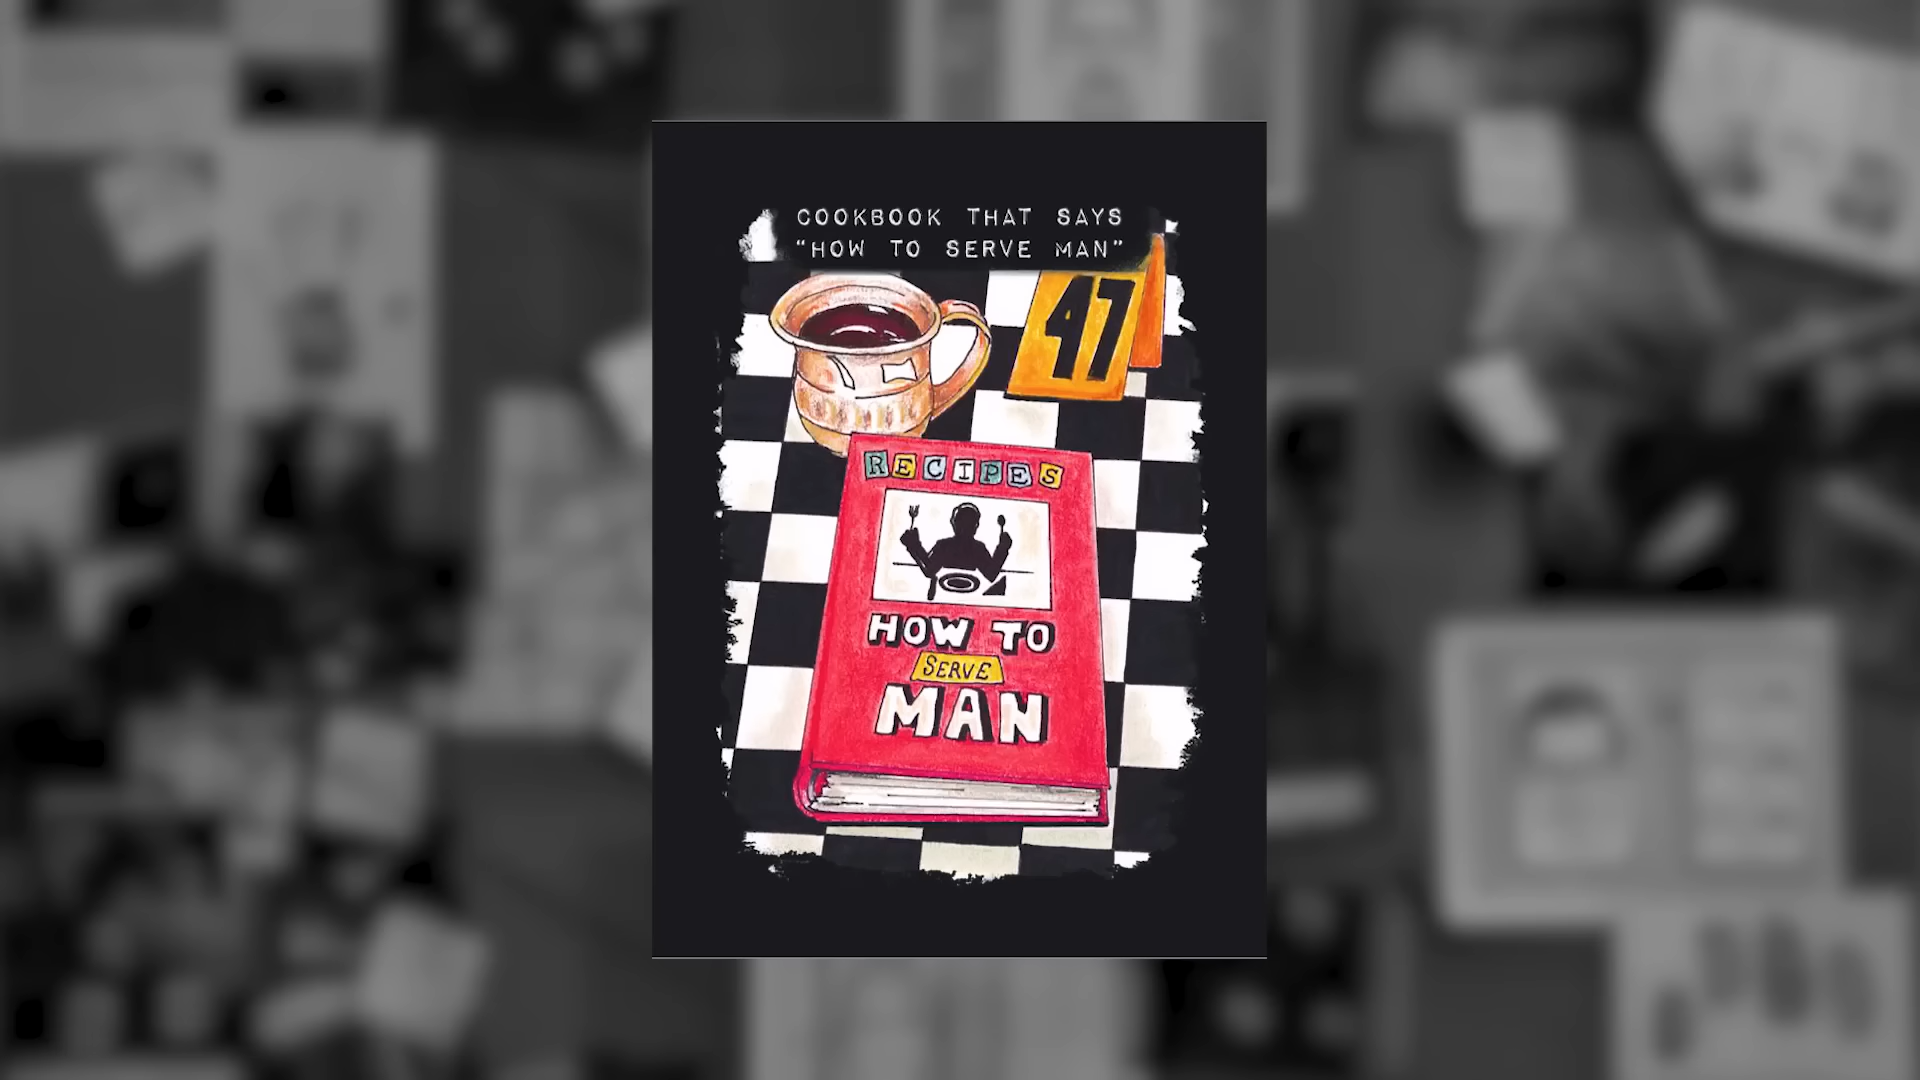 COOKBOOK THAT SAYS
“HOW TO SERVE MAN”
47
RECIPES
HOW TO
SERVE
MAN